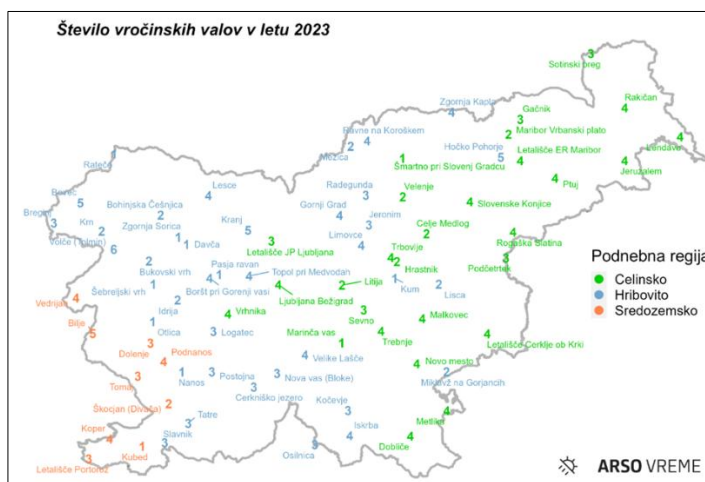 Število vročinskih valov v letu 2023
Sotinski breg
3
Zgornja Kapla
4
Gačnik
3
Rakičan
4
Ravne na Koroškem
4
Mežica
2
Maribor Vrbanski plato
2
Hočko Pohorje
5
Lendava
4
Rateče
1
Šmartno pri Slovenj Gradcu
1
Letališče ER Maribor
4
Jeruzalem
4
Ptuj
4
Lesce
4
Radegunda
3
Velenje
2
Bovec
5
Bohinjska Češnjica
2
Gornji Grad
4
Slovenske Konjice
4
Breginj
3
Krn
2
Zgornja Sorica
1
Kranj
5
Jeronim
3
Celje Medlog
2
Volče (Tolmin)
6
Davča
1
Letališče JP Ljubljana
3
Limovce
4
Trbovlje
4
Rogaška Slatina
4
Podnebna regija
Bukovski vrh
2
Pasja ravan
1
Topol pri Medvodah
4
Hrastnik
2
Podčetrtek
3
Celinsko
Šebreljski vrh
1
Boršt pri Gorenji vasi
4
Litija
2
Kum
1
Lisca
2
Hribovito
Sredozemsko
Vedrijan
4
Idrija
2
Ljubljana Bežigrad
4
Bilje
5
Otlica
1
Vrhnika
4
Logatec
3
Sevno
3
Malkovec
4
Marinča vas
1
Trebnje
4
Letališče Cerklje ob Krki
4
Dolenje
3
Podnanos
4
Velike Lašče
4
Novo mesto
4
Tomaj
3
Nanos
1
Postojna
3
Nova vas (Bloke)
3
Miklavž na Gorjancih
2
Cerkniško jezero
3
Škocjan (Divača)
2
Kočevje
3
Metlika
4
Tatre
3
Koper
4
Slavnik
3
Iskrba
4
Dobliče
4
Kubed
1
Osilnica
3
Letališče Portorož
3
ARSO VREME